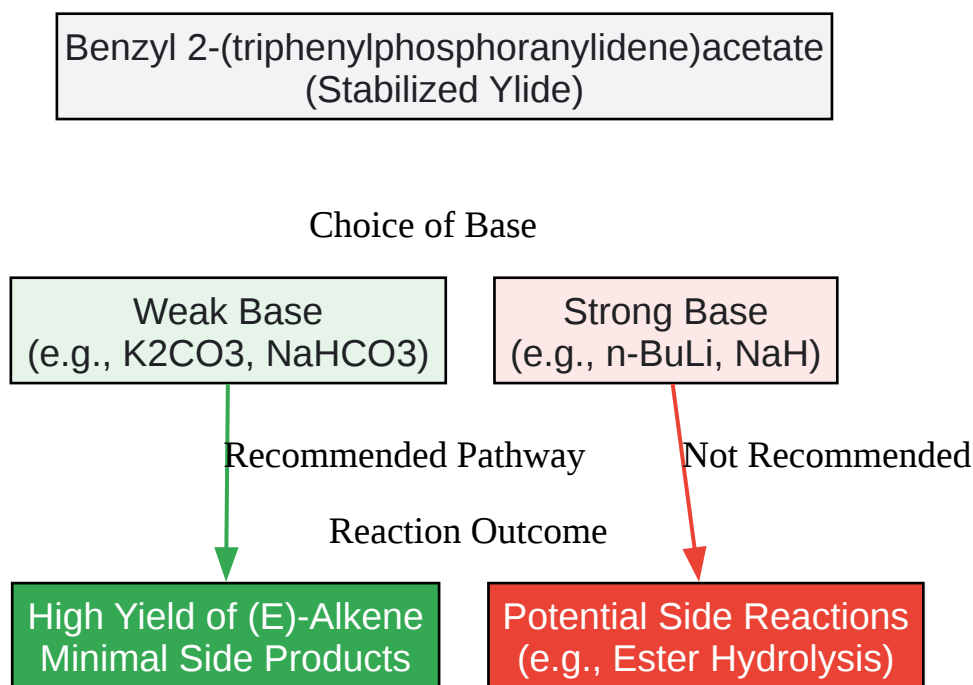 Benzyl 2-(triphenylphosphoranylidene)acetate
(Stabilized Ylide)
Choice of Base
Weak Base
(e.g., K2CO3, NaHCO3)
Strong Base
(e.g., n-BuLi, NaH)
Recommended Pathway
Not Recommended
Reaction Outcome
High Yield of (E)-Alkene
Minimal Side Products
Potential Side Reactions
(e.g., Ester Hydrolysis)